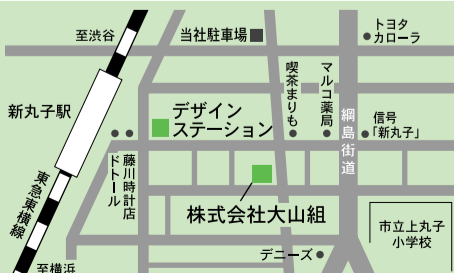 至渋谷
当社駐車場
トヨタ
カローラ
新丸子駅
デザイン
ステーション
喫茶まりも
マルコ薬局
綱島街道
信号
「新丸子」
藤川時計店
ドトール
東急東横線
株式会社大山組
市立上丸子
小学校
デニーズ
至横浜